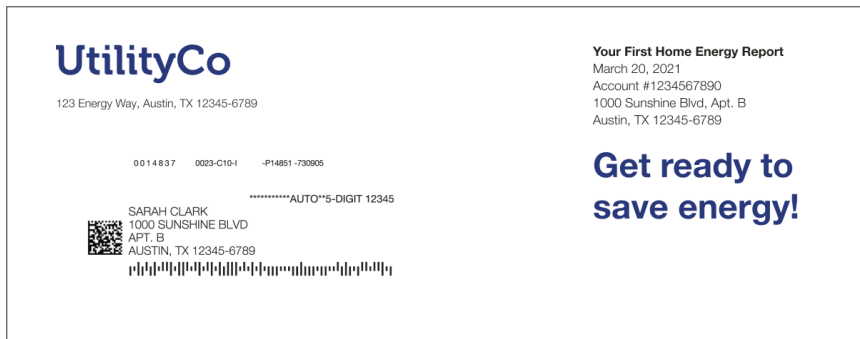 UtilityCo
123 Energy Way, Austin, TX 12345-6789
Your First Home Energy Report
March 20, 2021
Account #1234567890
1000 Sunshine Blvd, Apt. B
Austin, TX 12345-6789
Get ready to
save energy!
0014837 0023-C10-I -P14851 -730905
***********AUTO**5-DIGIT 12345
SARAH CLARK
1000 SUNSHINE BLVD
APT. B
AUSTIN, TX 12345-6789